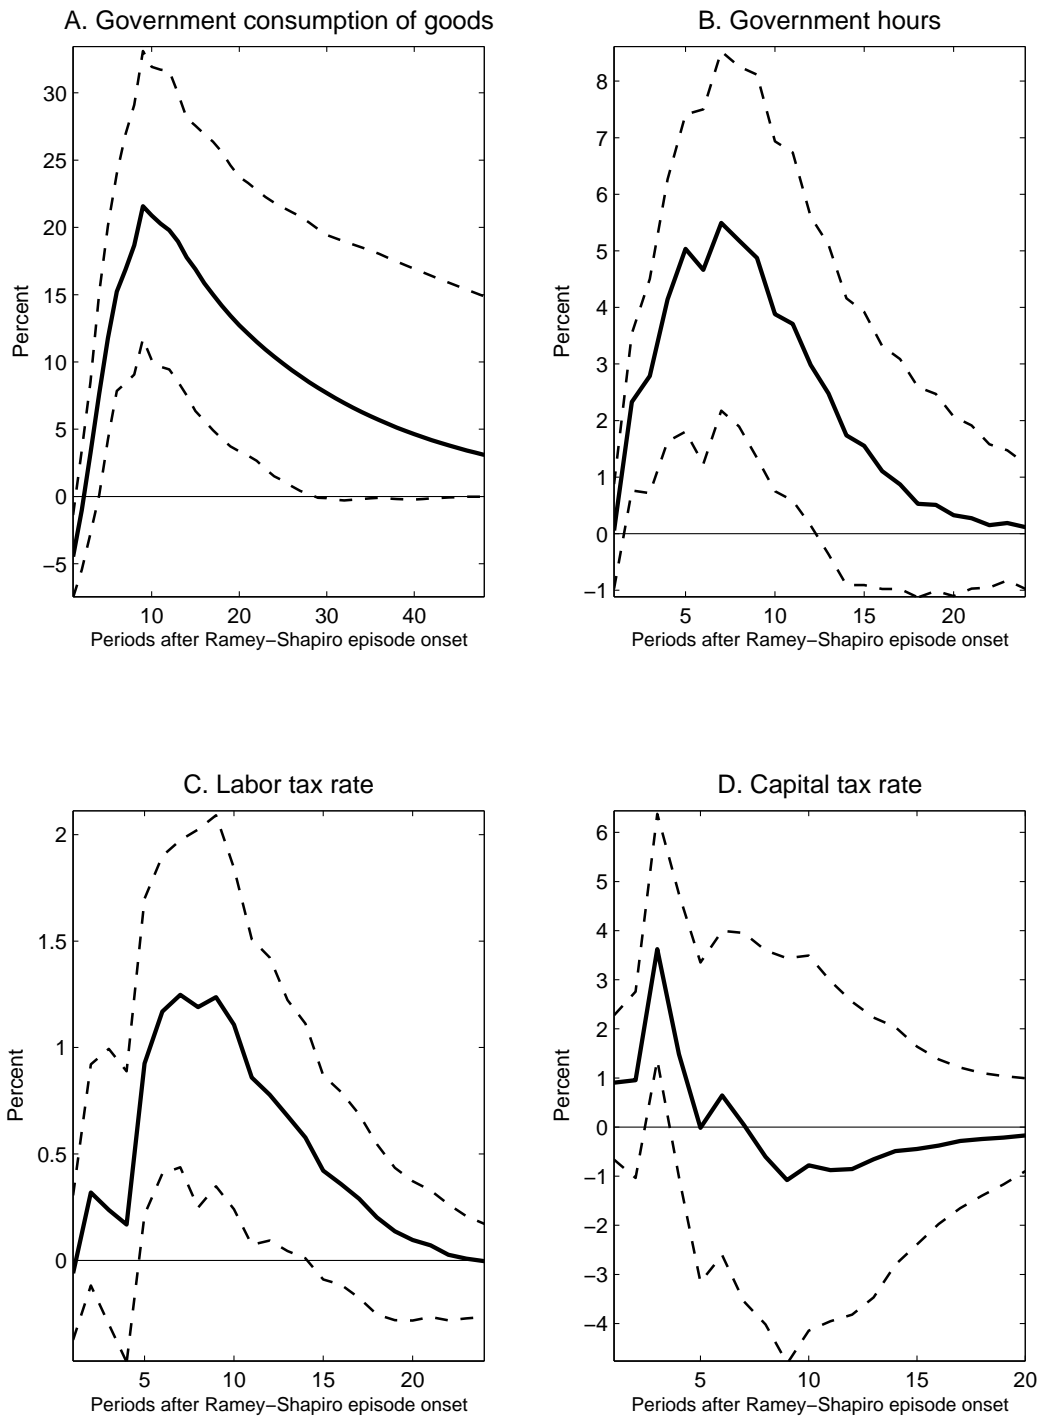 A. Government consumption of goods
Percent
30
25
20
15
10
5
0
−5
10 20 30 40
Periods after Ramey−Shapiro episode onset
B. Government hours
Percent
8
7
6
5
4
3
2
1
0
−1
5 10 15 20
Periods after Ramey−Shapiro episode onset
C. Labor tax rate
Percent
2
1.5
1
0.5
0
5 10 15 20
Periods after Ramey−Shapiro episode onset
D. Capital tax rate
Percent
6
5
4
3
2
1
0
−1
−2
−3
−4
5 10 15 20
Periods after Ramey−Shapiro episode onset